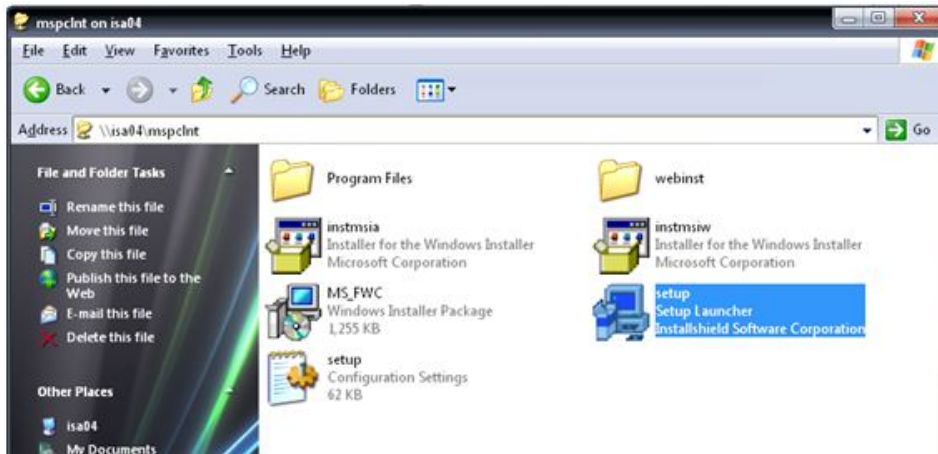 mspclnt on isa04
File Edit View Favorites Tools Help
Back Search Folders
Address \\isa04\mspclnt Go
File and Folder Tasks
Rename this file
Move this file
Copy this file
Publish this file to the
Web
E-mail this file
Delete this file
Other Places
isa04
My Documents
Program Files
webinst
instmsia
Installer for the Windows Installer
Microsoft Corporation
instmsiw
Installer for the Windows Installer
Microsoft Corporation
MS_FWC
Windows Installer Package
1,255 KB
setup
Setup Launcher
InstallShield Software Corporation
setup
Configuration Settings
62 KB